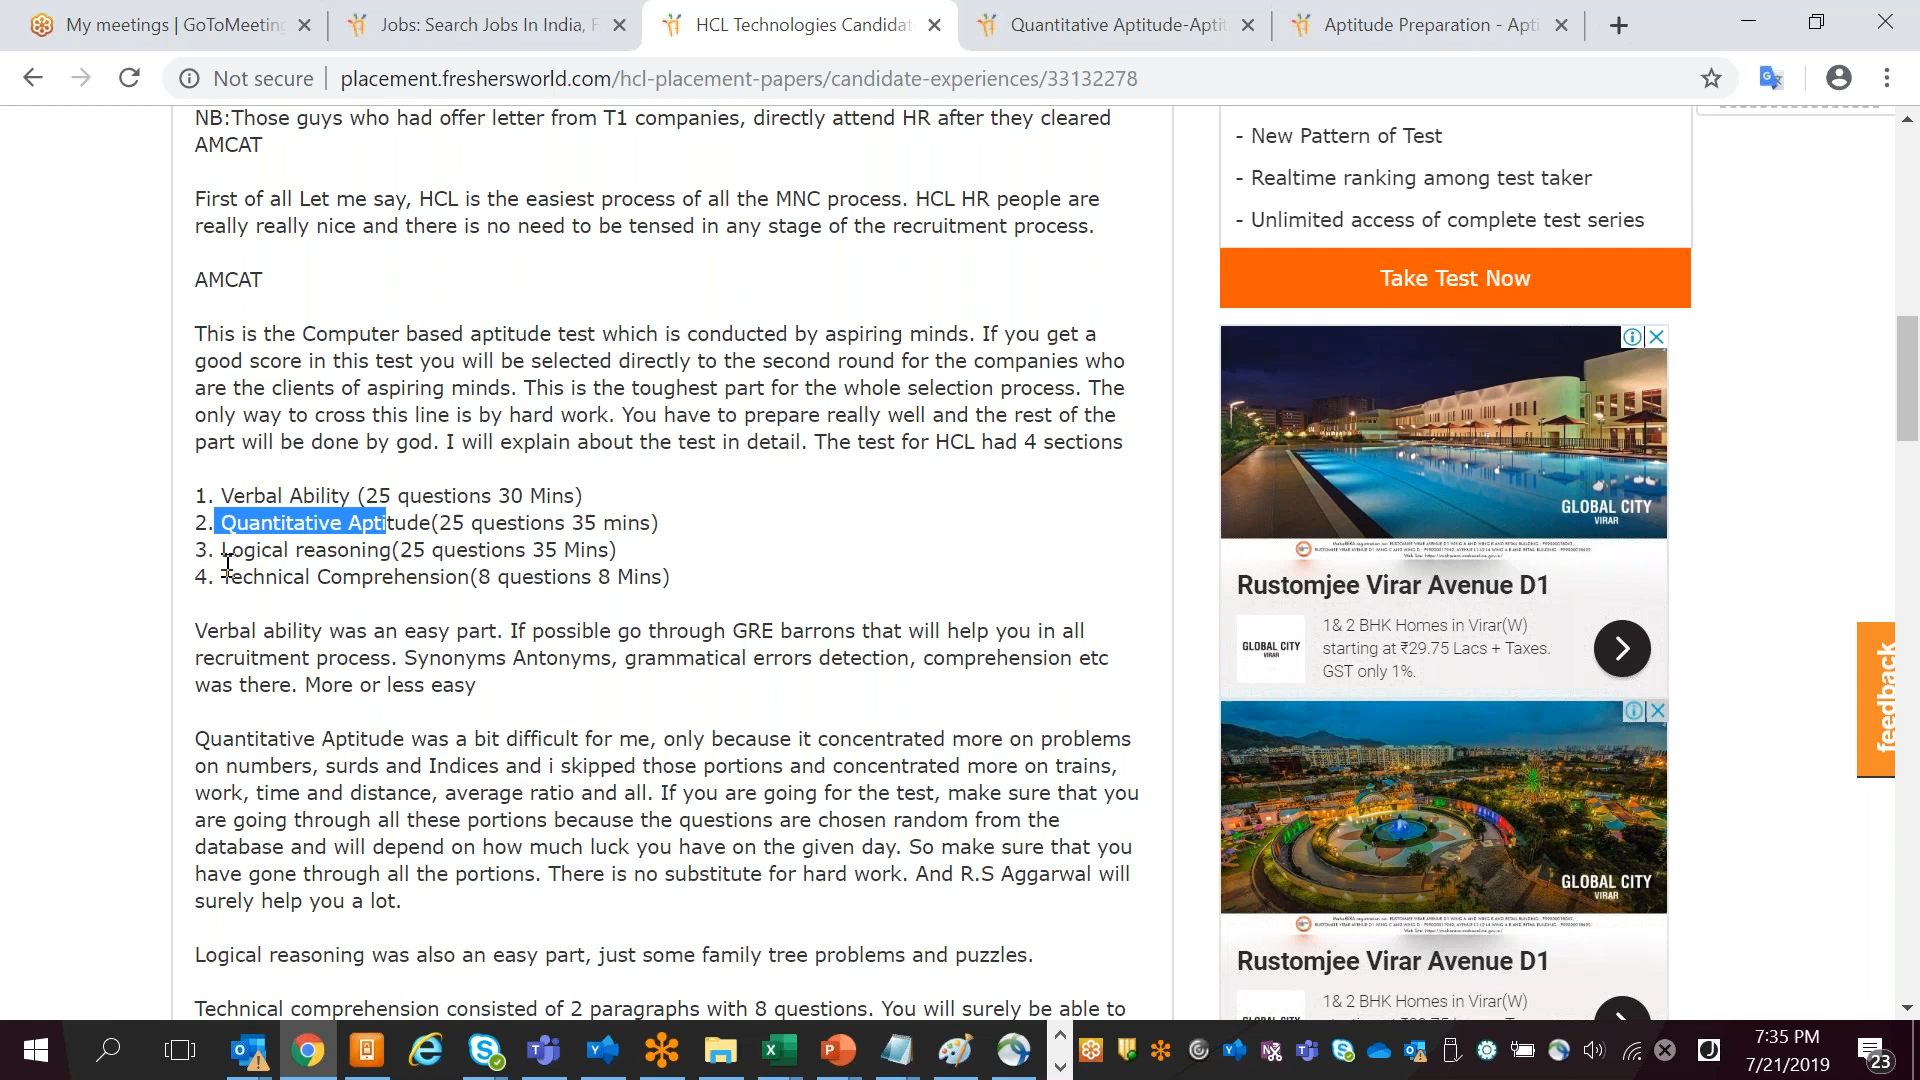 My meetings | GoToMeeting
Jobs: Search Jobs In India, F
HCL Technologies Candidat
Quantitative Aptitude-Aptit
Aptitude Preparation - Apti
Not secure | placement.freshersworld.com/hcl-placement-papers/candidate-experiences/33132278
NB:Those guys who had offer letter from T1 companies, directly attend HR after they cleared
AMCAT
First of all Let me say, HCL is the easiest process of all the MNC process. HCL HR people are
really really nice and there is no need to be tensed in any stage of the recruitment process.
AMCAT
This is the Computer based aptitude test which is conducted by aspiring minds. If you get a
good score in this test you will be selected directly to the second round for the companies who
are the clients of aspiring minds. This is the toughest part for the whole selection process. The
only way to cross this line is by hard work. You have to prepare really well and the rest of the
part will be done by god. I will explain about the test in detail. The test for HCL had 4 sections
1. Verbal Ability (25 questions 30 Mins)
2. Quantitative Aptitude(25 questions 35 mins)
3. Logical reasoning(25 questions 35 Mins)
4. Technical Comprehension(8 questions 8 Mins)
Verbal ability was an easy part. If possible go through GRE barrons that will help you in all
recruitment process. Synonyms Antonyms, grammatical errors detection, comprehension etc
was there. More or less easy
Quantitative Aptitude was a bit difficult for me, only because it concentrated more on problems
on numbers, surds and Indices and i skipped those portions and concentrated more on trains,
work, time and distance, average ratio and all. If you are going for the test, make sure that you
are going through all these portions because the questions are chosen random from the
database and will depend on how much luck you have on the given day. So make sure that you
have gone through all the portions. There is no substitute for hard work. And R.S Aggarwal will
surely help you a lot.
Logical reasoning was also an easy part, just some family tree problems and puzzles.
Technical comprehension consisted of 2 paragraphs with 8 questions. You will surely be able to
- New Pattern of Test
- Realtime ranking among test taker
- Unlimited access of complete test series
Take Test Now
GLOBAL CITY
VIRAR
Rustomjee Virar Avenue D1
GLOBAL CITY
VIRAR
1& 2 BHK Homes in Virar(W)
starting at ₹29.75 Lacs + Taxes.
GST only 1%.
GLOBAL CITY
VIRAR
Rustomjee Virar Avenue D1
1& 2 BHK Homes in Virar(W)
feedback
7:35 PM
7/21/2019
23